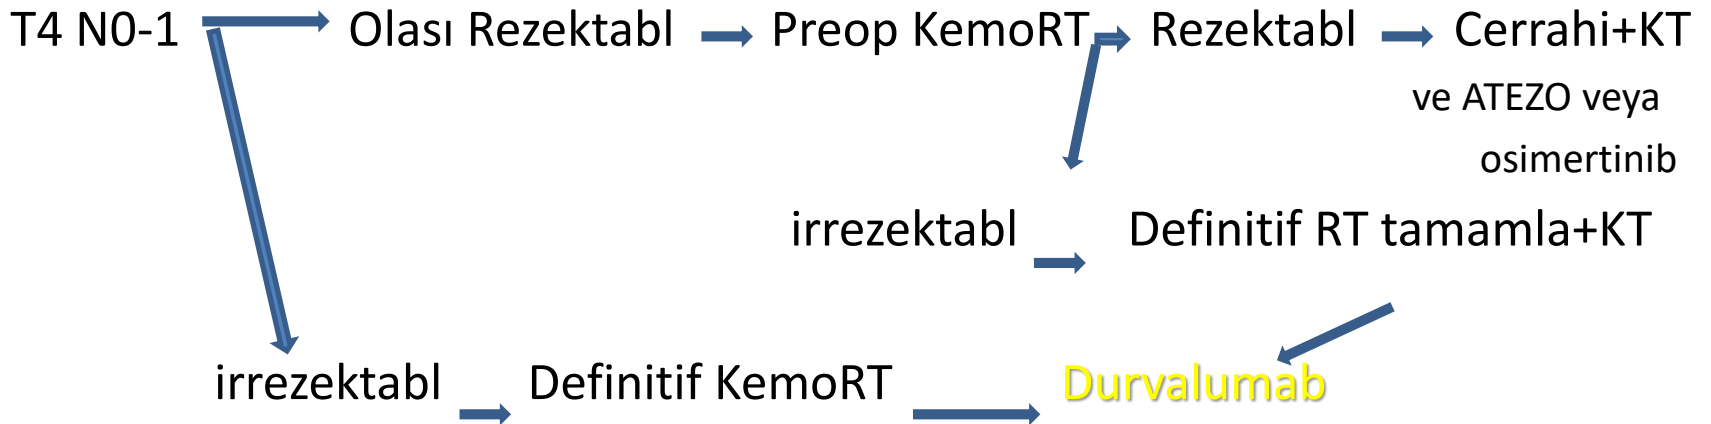 T4 N0-1 Olası Rezektabl Preop KemoRT Rezektabl Cerrahi+KT
ve ATEZO veya
osimertinib
irrezektabl Definitif RT tamamla+KT
irrezektabl Definitif KemoRT Durvalumab